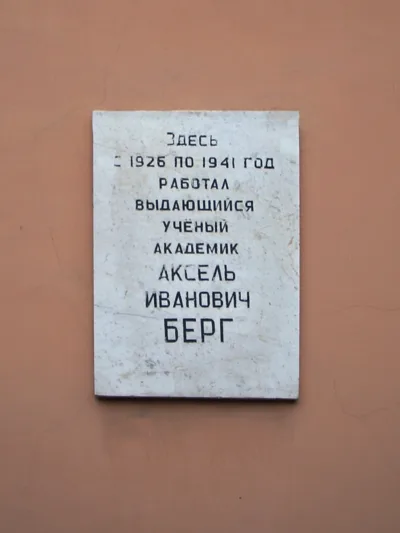 Здесь
с 1926 по 1941 год
РАБОТАЛ
ВЫДАЮЩИЙСЯ
УЧЁНЫЙ
АКАДЕМИК
АКСЕЛЬ
ИВАНОВИЧ
БЕРГ